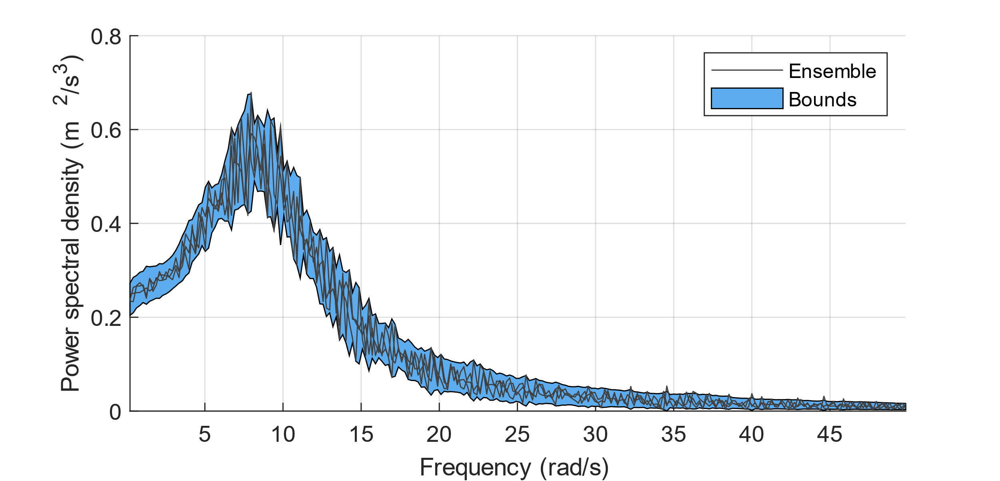 Power spectral density (m²/s³)
0.8
0.6
0.4
0.2
0
Ensemble
Bounds
5 10 15 20 25 30 35 40 45
Frequency (rad/s)